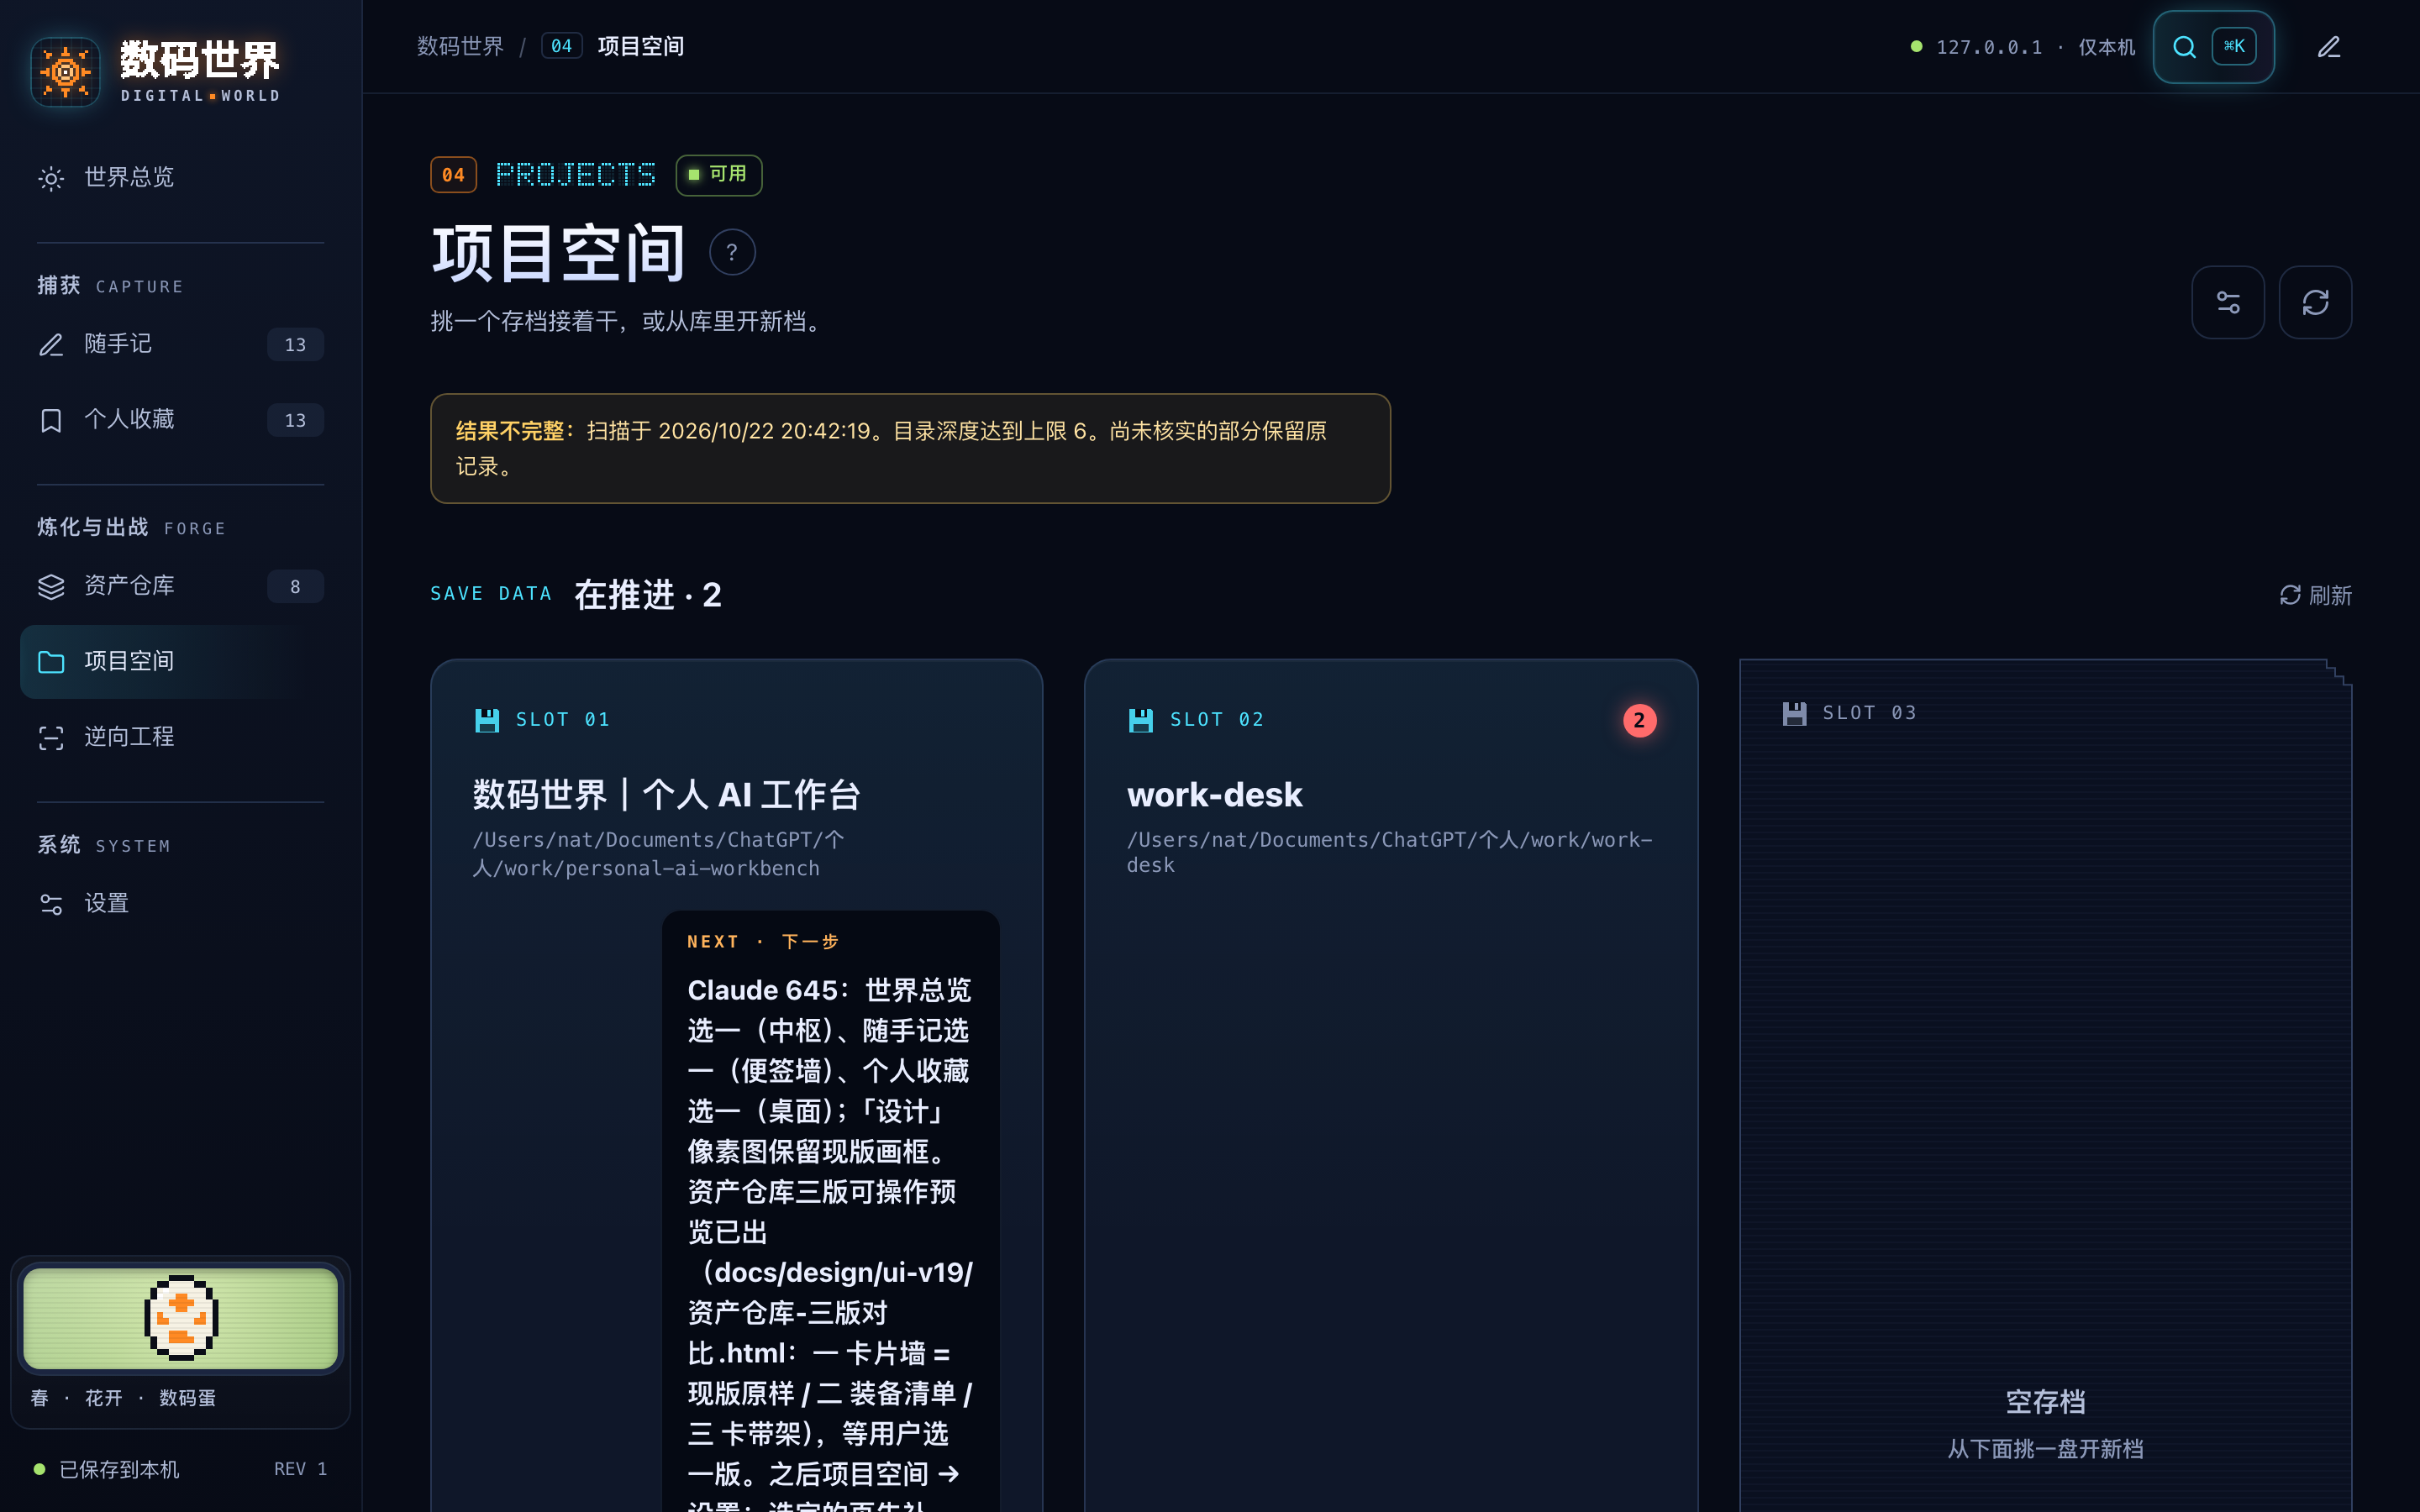 数码世界
DIGITAL WORLD
世界总览
捕获 CAPTURE
随手记 13
个人收藏 13
炼化与出战 FORGE
资产仓库 8
项目空间
逆向工程
系统 SYSTEM
设置
春 · 花开 · 数码蛋
已保存到本机 REV 1
数码世界 / 04 项目空间
127.0.0.1 · 仅本机
⌘K
04 PROJECTS 可用
项目空间 ?
挑一个存档接着干，或从库里开新档。
结果不完整：扫描于 2026/10/22 20:42:19。目录深度达到上限 6。尚未核实的部分保留原
记录。
SAVE DATA 在推进 · 2
刷新
SLOT 01
数码世界｜个人 AI 工作台
/Users/nat/Documents/ChatGPT/个
人/work/personal-ai-workbench
NEXT · 下一步
Claude 645：世界总览
选一（中枢）、随手记选
一（便签墙）、个人收藏
选一（桌面）；「设计」
像素图保留现版画框。
资产仓库三版可操作预
览已出
（docs/design/ui-v19/
资产仓库-三版对
比.html：一 卡片墙 =
现版原样 / 二 装备清单 /
三 卡带架），等用户选
一版。之后项目空间 →
SLOT 02
2
work-desk
/Users/nat/Documents/ChatGPT/个人/work/work-
desk
SLOT 03
空存档
从下面挑一盘开新档